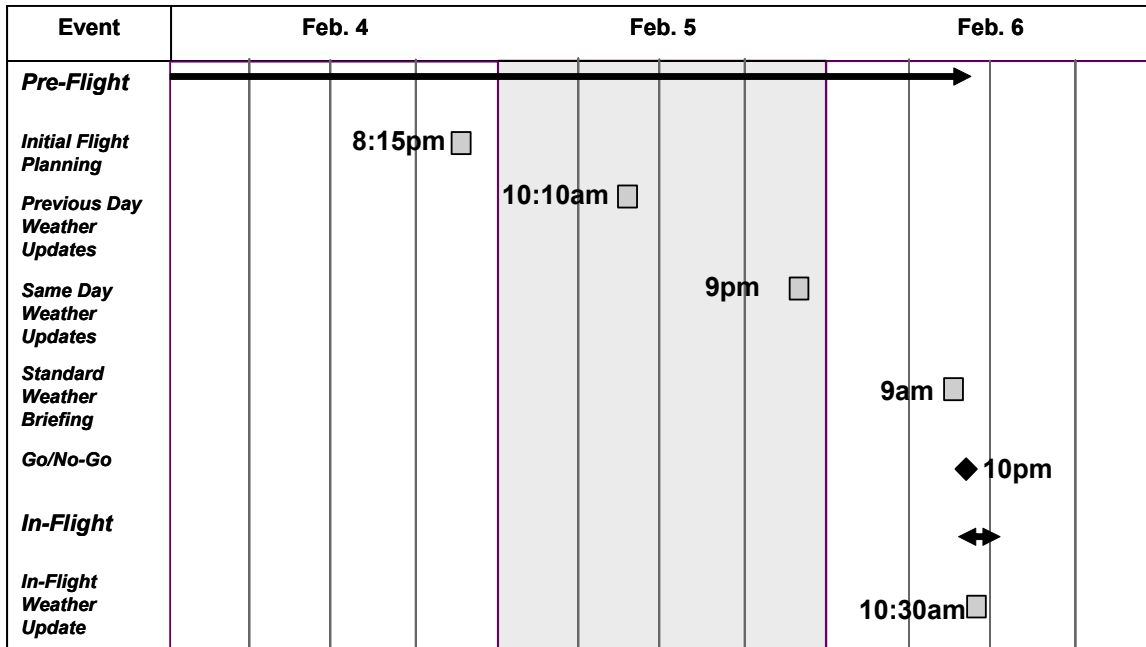 Event Feb. 4 Feb. 5 Feb. 6
Pre-Flight
Initial Flight
Planning
8:15pm
Previous Day
Weather
Updates
10:10am
Same Day
Weather
Updates
9pm
Standard
Weather
Briefing
9am
Go/No-Go
10pm
In-Flight
In-Flight
Weather
Update
10:30am